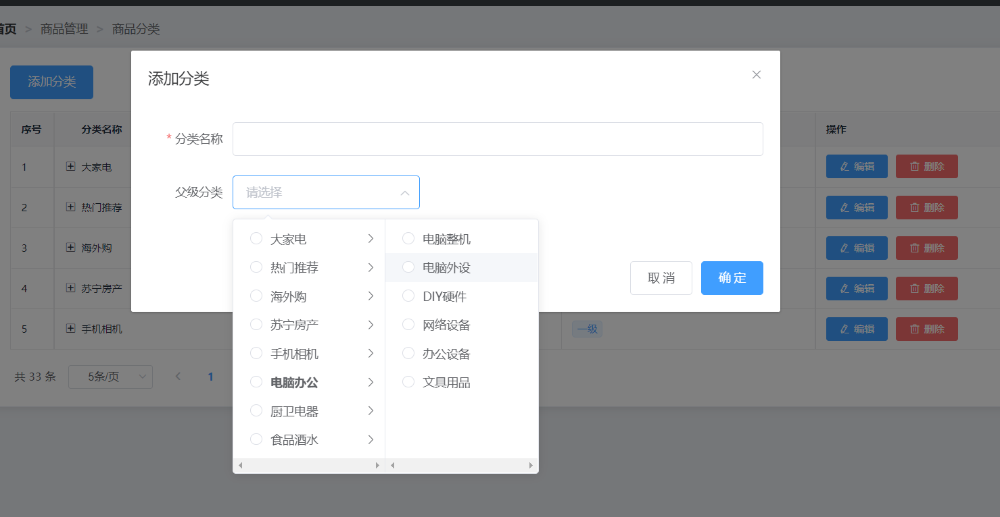 首页 > 商品管理 > 商品分类
添加分类
添加分类
序号 分类名称 操作
* 分类名称
1 大家电 编辑 删除
父级分类 请选择
2 热门推荐 编辑 删除
3 海外购 编辑 删除
4 苏宁房产 编辑 删除
5 手机相机 一级 编辑 删除
大家电 电脑整机
热门推荐 电脑外设
海外购 DIY硬件
苏宁房产 网络设备
手机相机 办公设备
电脑办公 文具用品
厨卫电器
食品酒水
取消 确定
共 33 条 5条/页 1